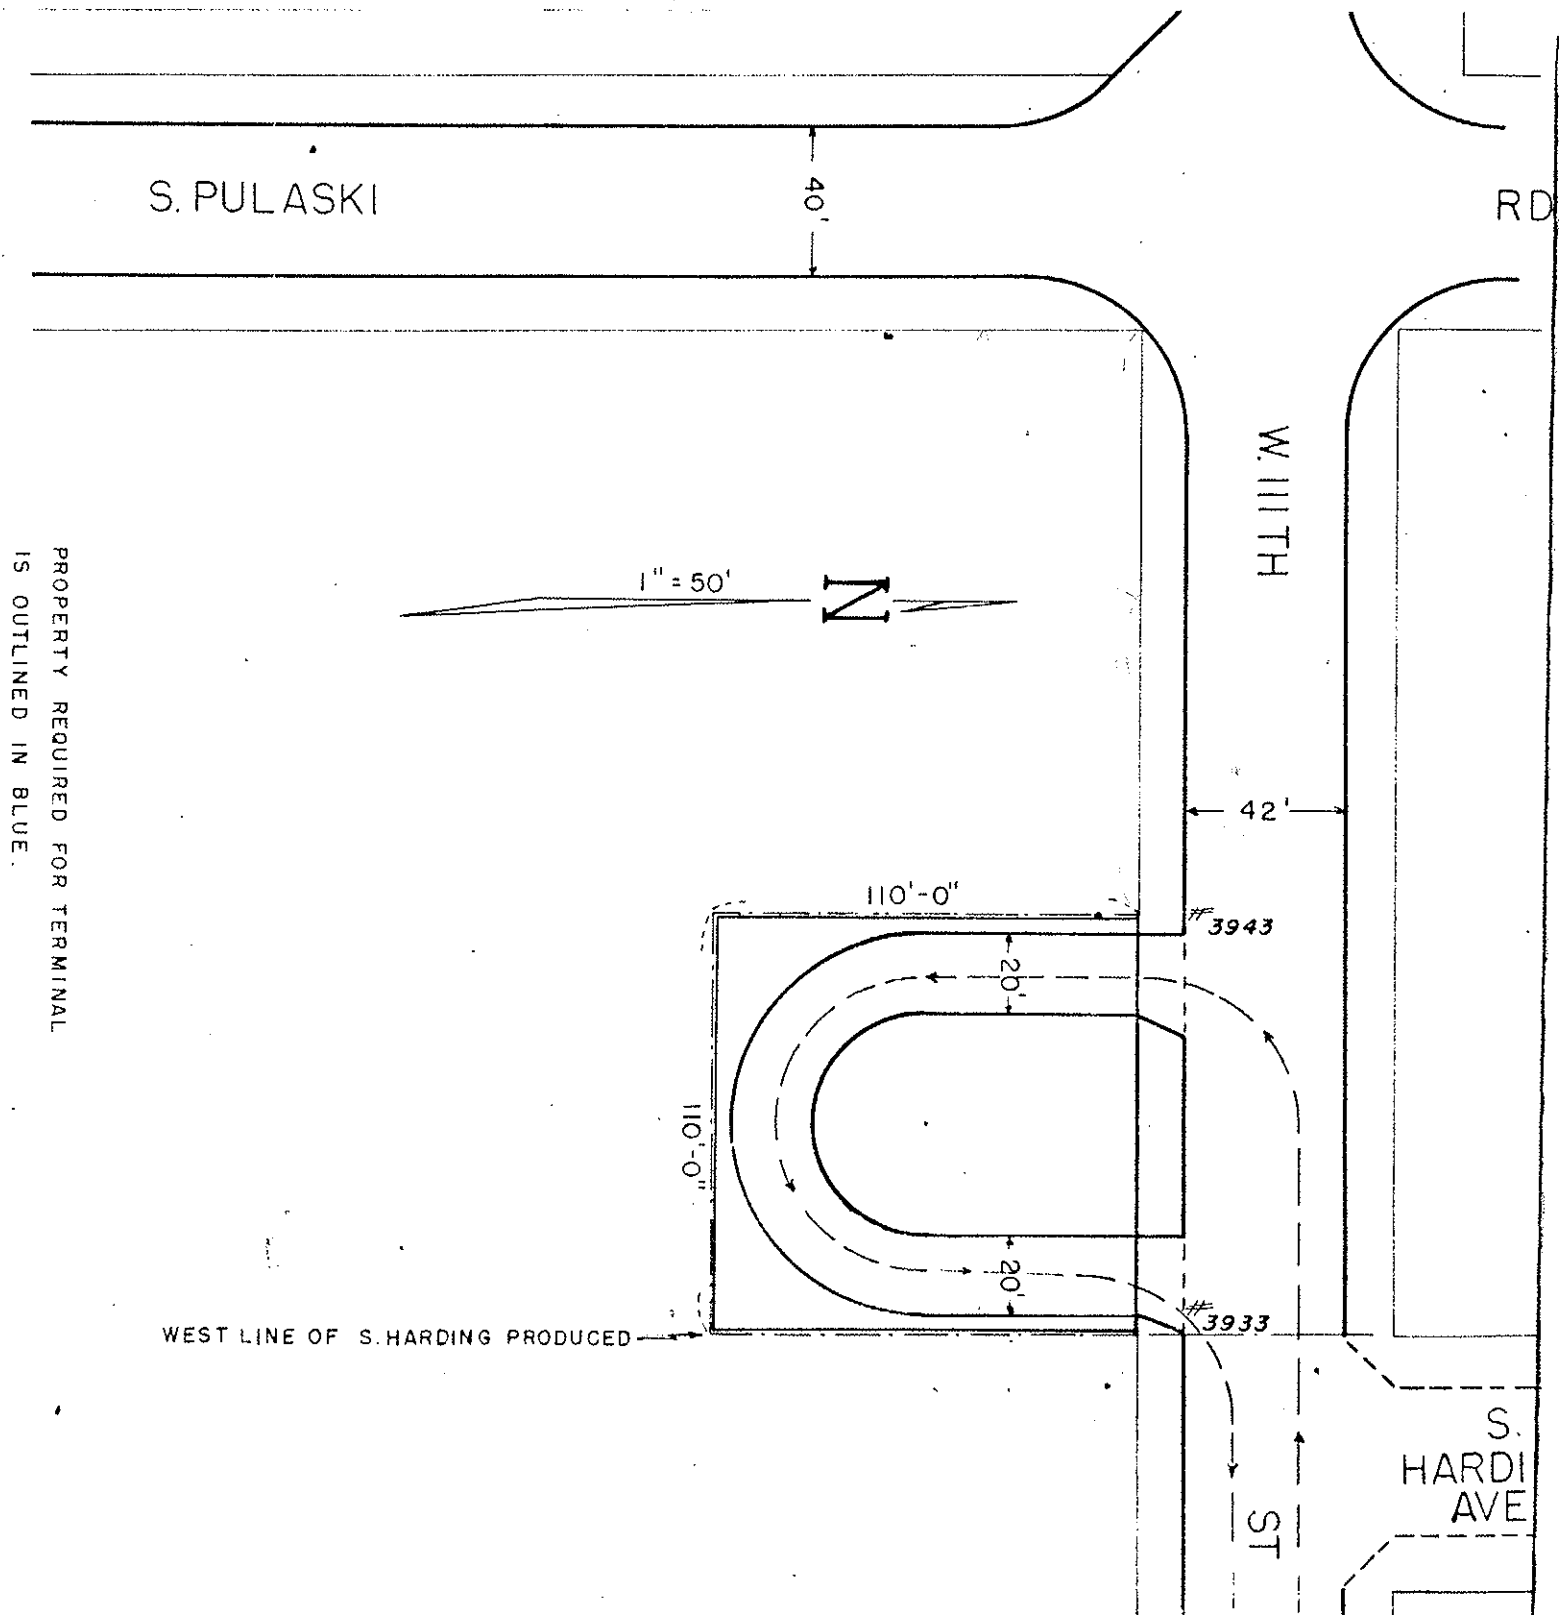 S. PULASKI
RD
40'
W. 111TH
1" = 50'
N
PROPERTY REQUIRED FOR TERMINAL
IS OUTLINED IN BLUE.
42'
110'-0"
# 3943
20'
110'-0"
20'
# 3933
WEST LINE OF S. HARDING PRODUCED
S.
HARDI
AVE
ST